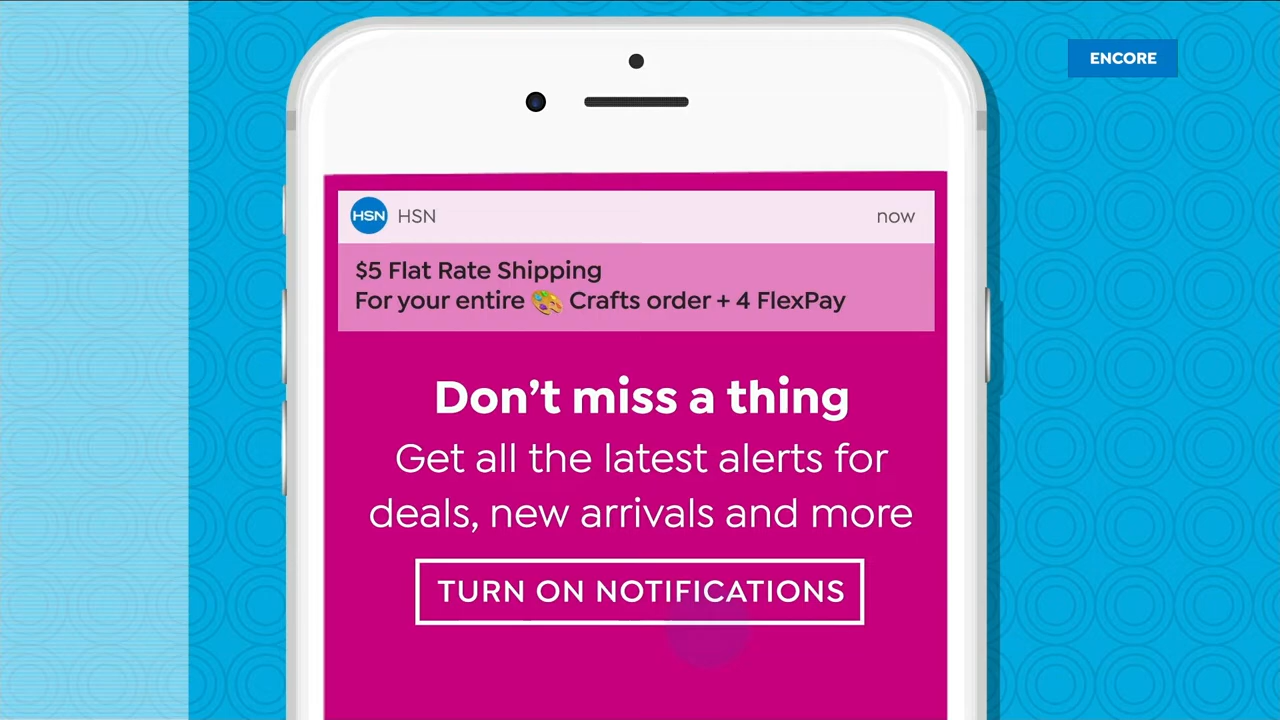 ENCORE
HSN HSN now
$5 Flat Rate Shipping
For your entire 🎨 Crafts order + 4 FlexPay
Don't miss a thing
Get all the latest alerts for
deals, new arrivals and more
TURN ON NOTIFICATIONS